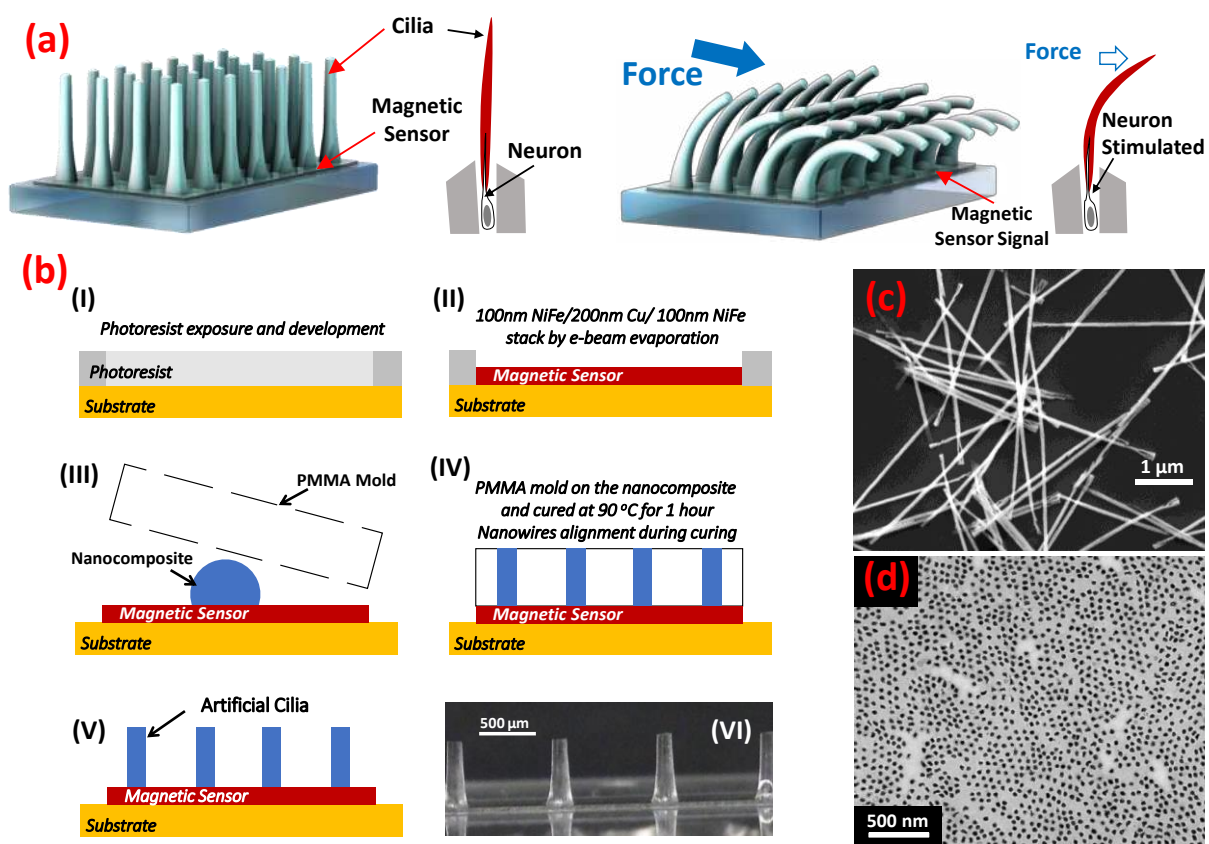 (a)
Cilia
Magnetic
Sensor
Neuron
Force
Force
Neuron
Stimulated
Magnetic
Sensor Signal
(b)
(I)
Photoresist exposure and development
Photoresist
Substrate
(II)
100nm NiFe/200nm Cu/ 100nm NiFe
stack by e-beam evaporation
Magnetic Sensor
Substrate
(III)
PMMA Mold
Nanocomposite
Magnetic Sensor
Substrate
(IV)
PMMA mold on the nanocomposite
and cured at 90 ºC for 1 hour
Nanowires alignment during curing
Magnetic Sensor
Substrate
(V)
Artificial Cilia
Magnetic Sensor
Substrate
500 μm
(VI)
(c)
1 μm
(d)
500 nm